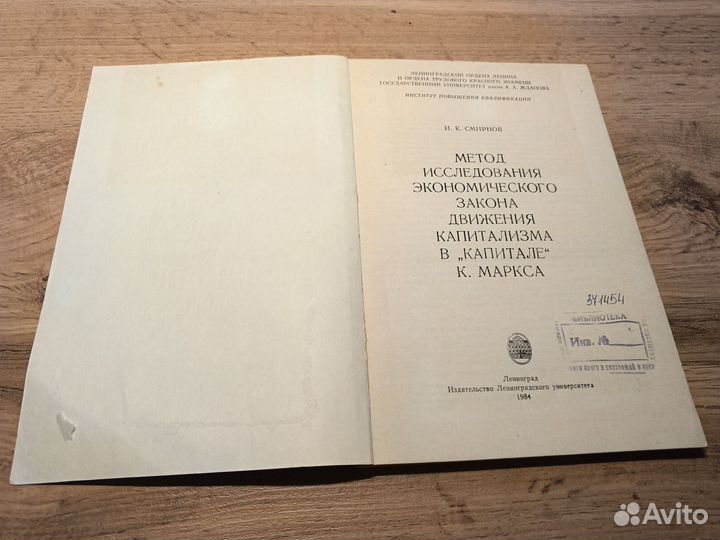 ЛЕНИНГРАДСКИЙ ОРДЕНА ЛЕНИНА
И ОРДЕНА ТРУДОВОГО КРАСНОГО ЗНАМЕНИ
ГОСУДАРСТВЕННЫЙ УНИВЕРСИТЕТ имени А. А. ЖДАНОВА
ИНСТИТУТ ПОВЫШЕНИЯ КВАЛИФИКАЦИИ
И. К. СМИРНОВ
МЕТОД
ИССЛЕДОВАНИЯ
ЭКОНОМИЧЕСКОГО
ЗАКОНА
ДВИЖЕНИЯ
КАПИТАЛИЗМА
В „КАПИТАЛЕ“
К. МАРКСА
371454
БИБЛИОТЕКА
Инв. №
Ленинград
Издательство Ленинградского университета
1984
Avito